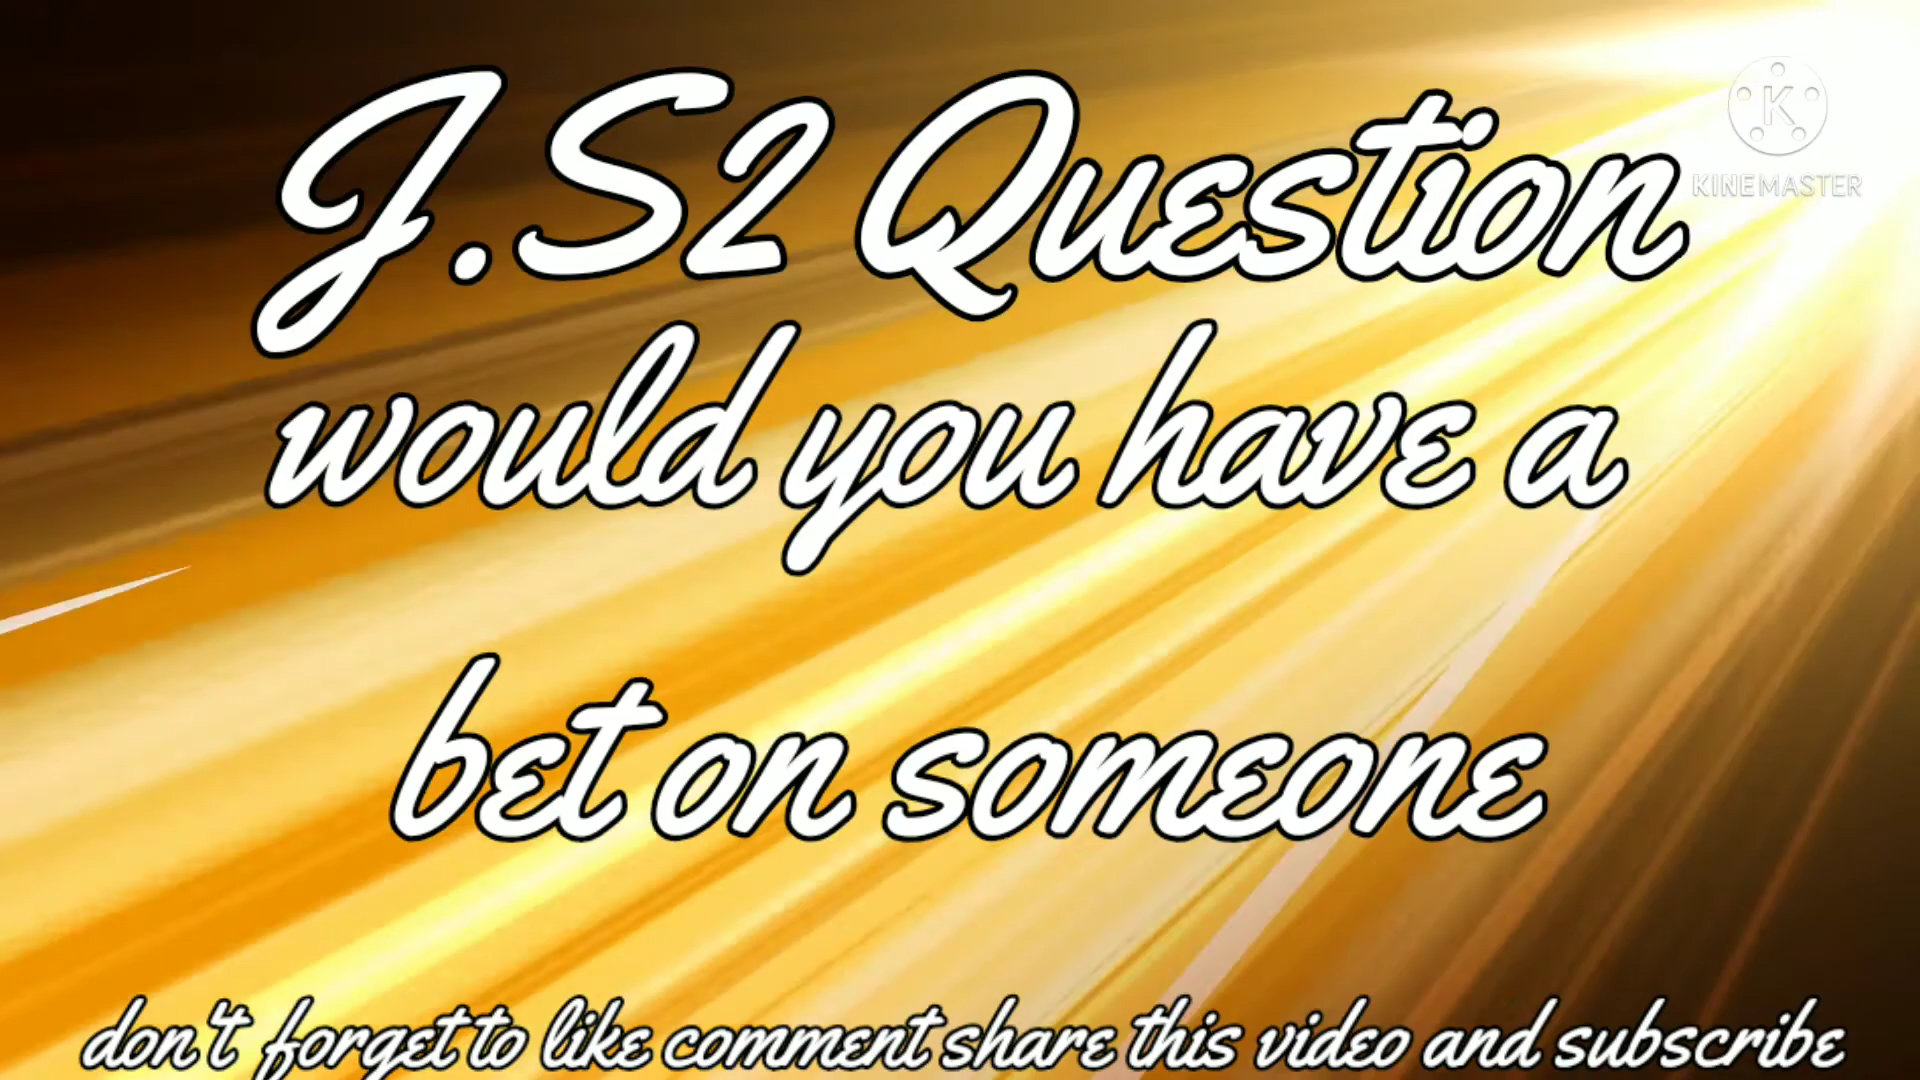 J.S2 Question
KINEMASTER
would you have a
bet on someone
don't forget to like comment share this video and subscribe